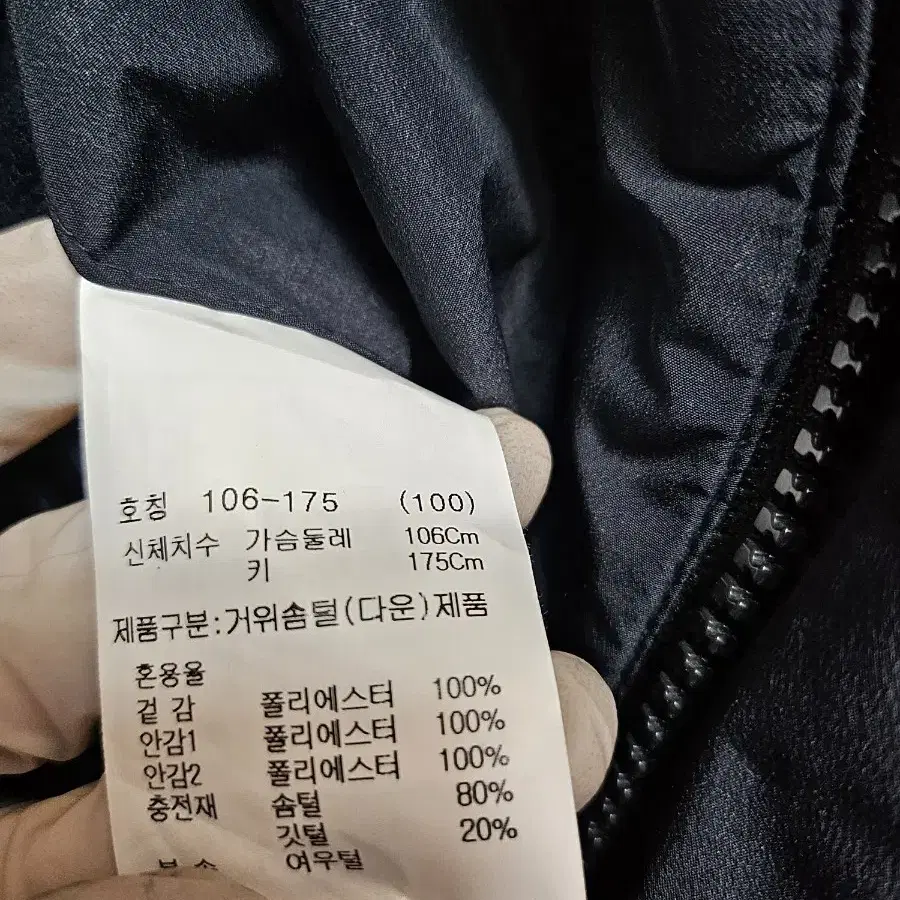 호칭 106-175 (100)
신체치수 가슴둘레 106Cm
키 175Cm
제품구분:거위솜털(다운)제품
혼용율
겉 감 폴리에스터 100%
안감1 폴리에스터 100%
안감2 폴리에스터 100%
충전재 솜털 80%
깃털 20%
여우털